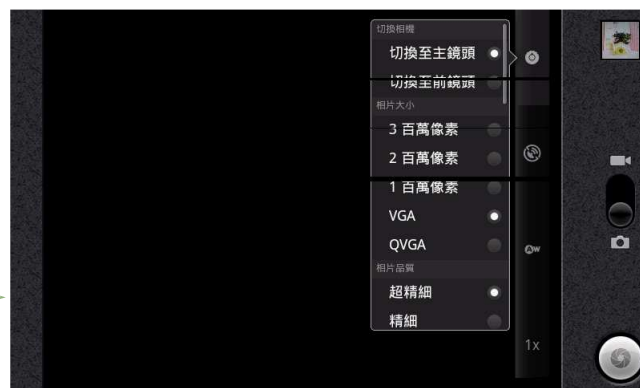 切換相機
切換至主鏡頭
切換至前鏡頭
相片大小
3 百萬像素
2 百萬像素
1 百萬像素
VGA
QVGA
相片品質
超精細
精細
AW
1x